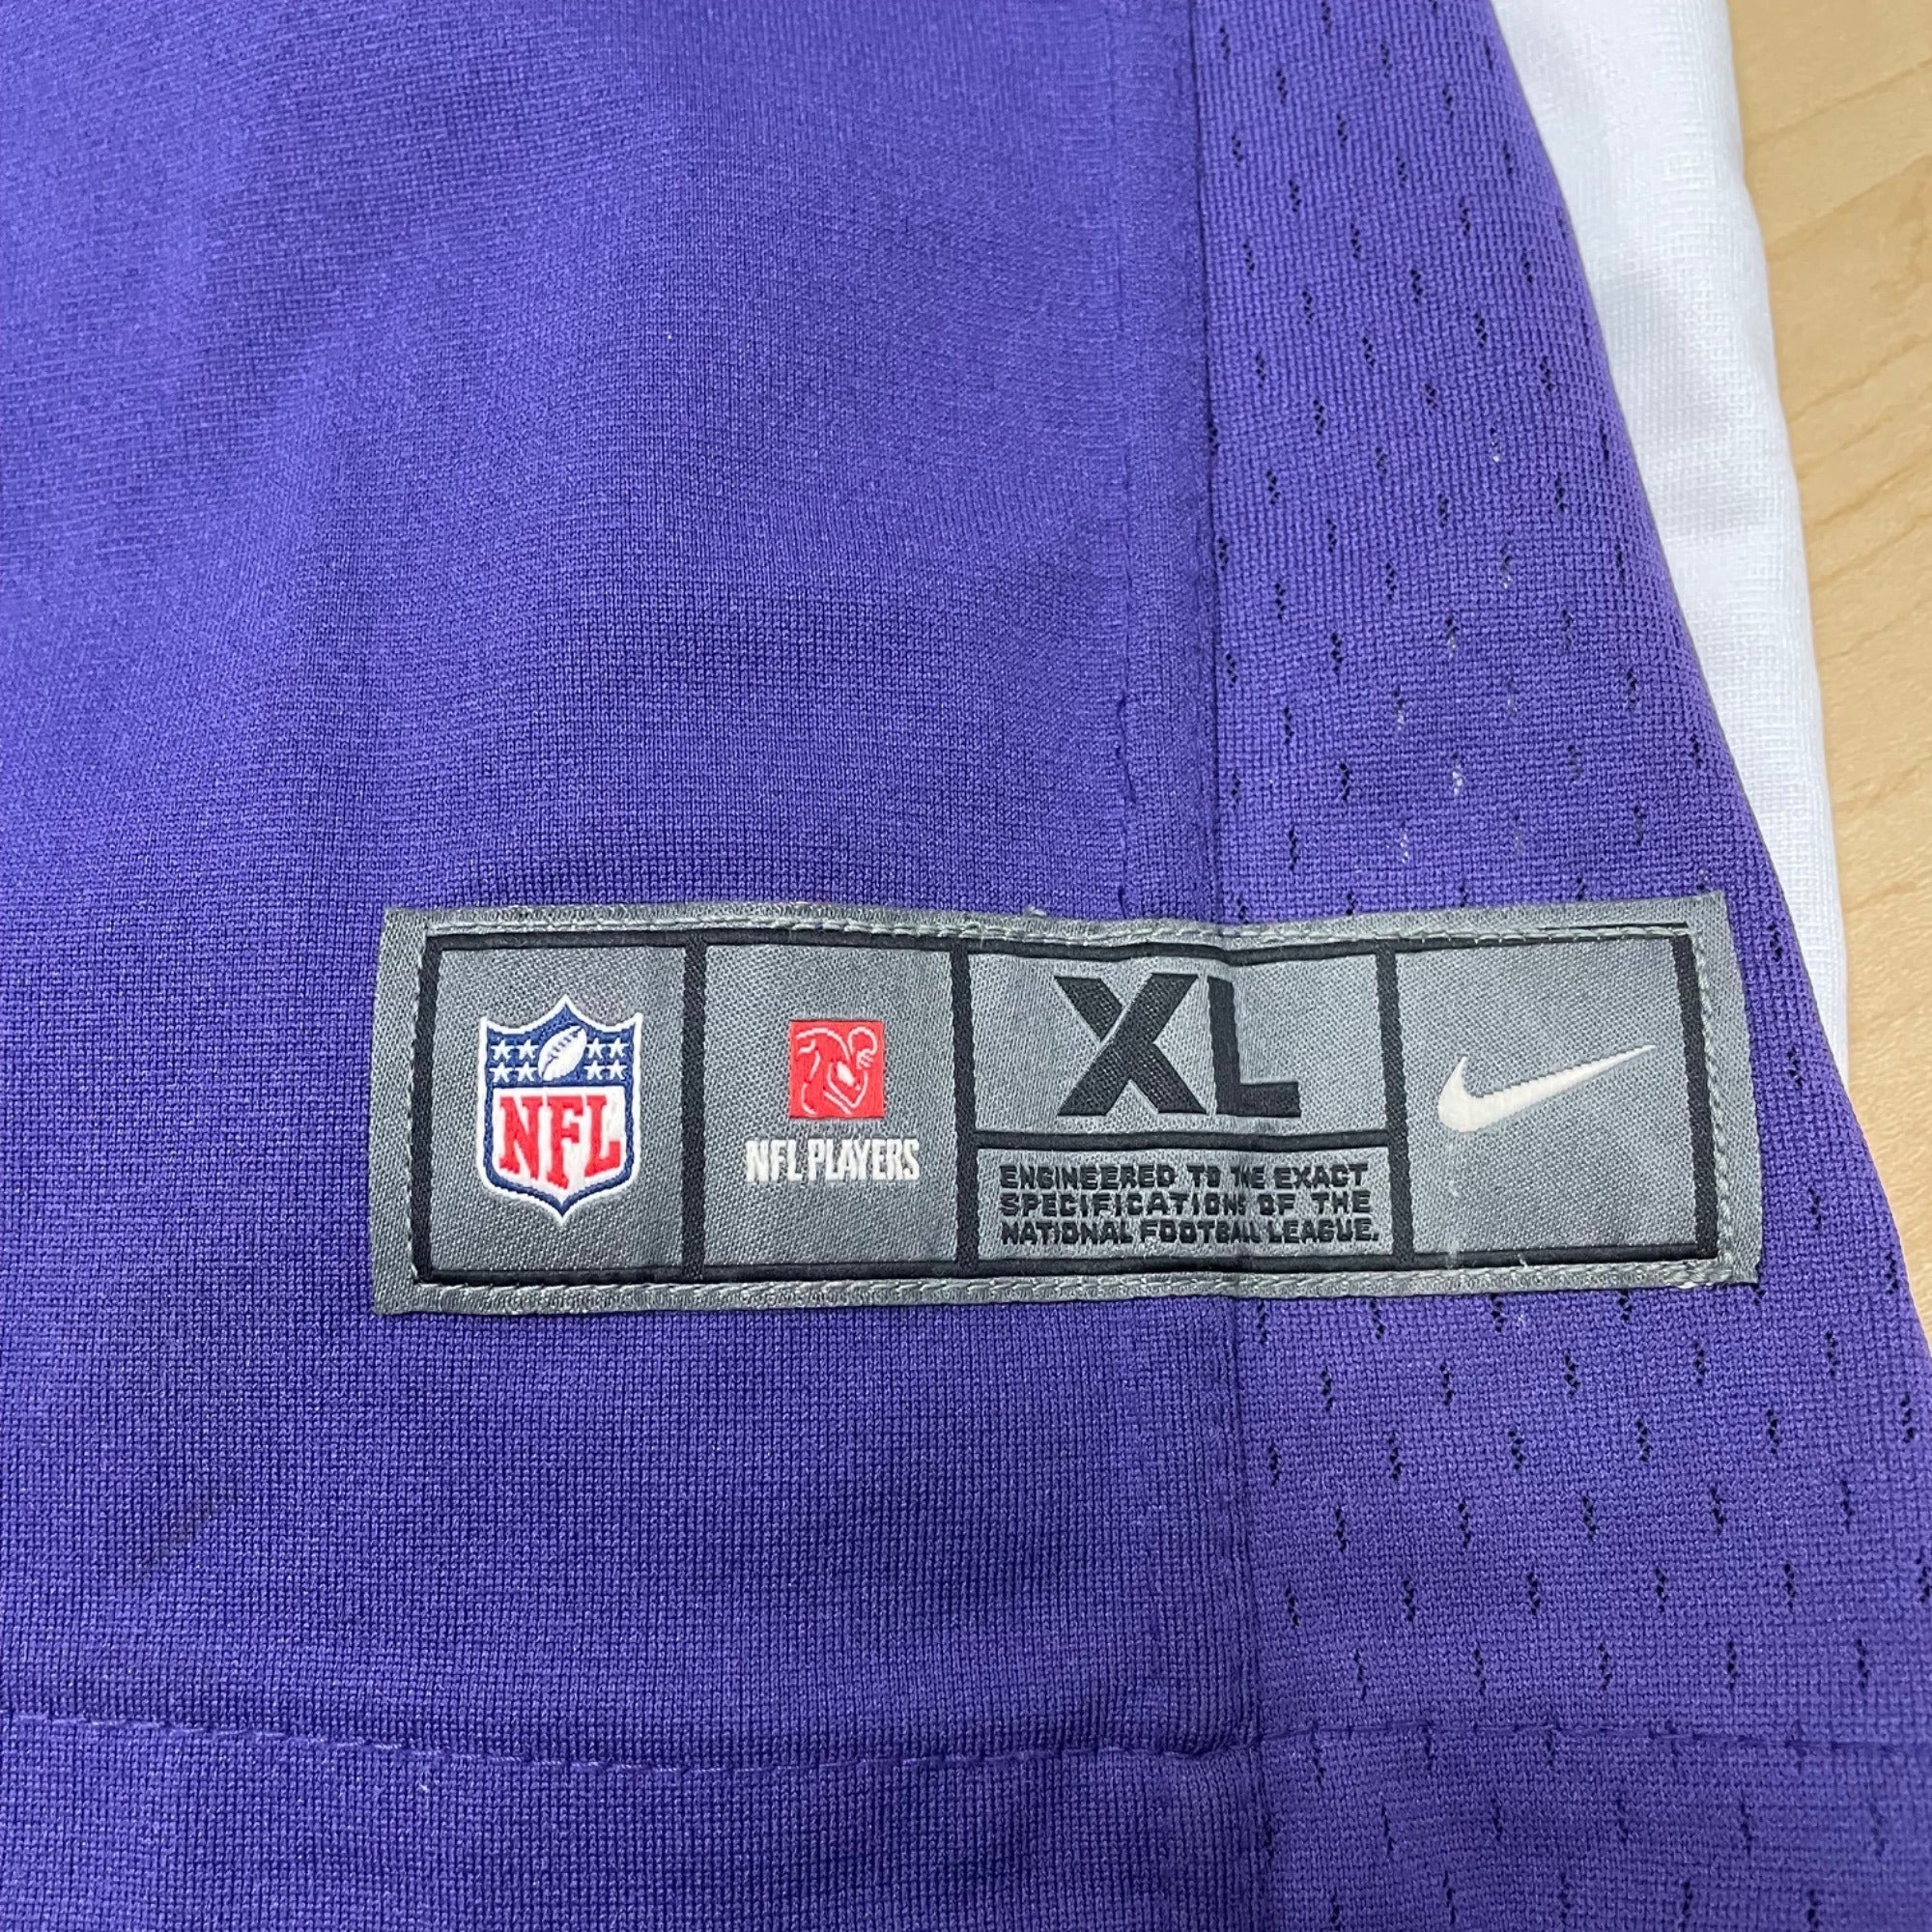 NFL
NFL PLAYERS
XL
ENGINEERED TO THE EXACT
SPECIFICATIONS OF THE
NATIONAL FOOTBALL LEAGUE.